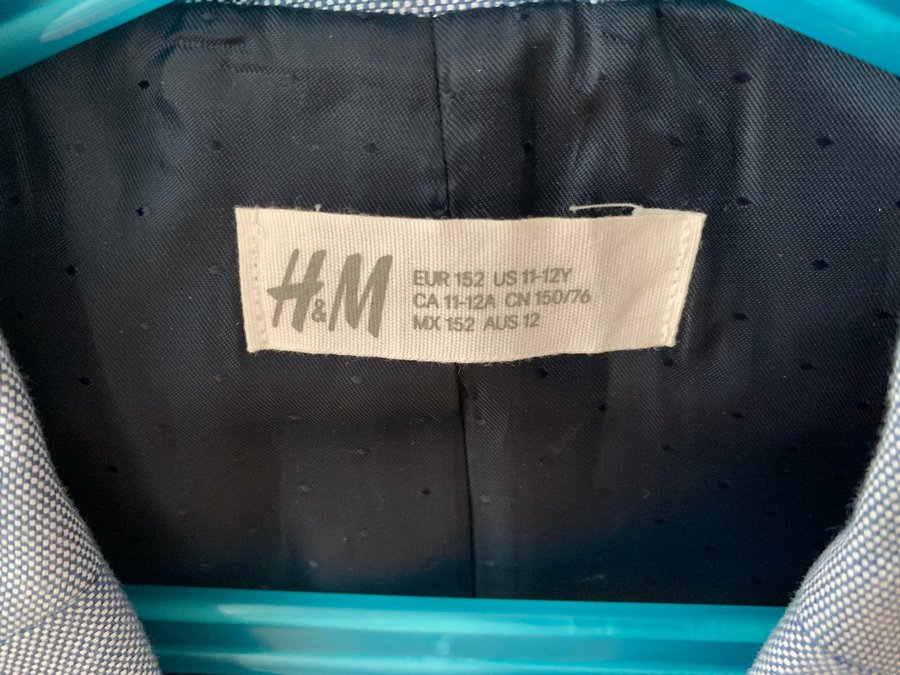 H&M
EUR 152 US 11-12Y
CA 11-12A CN 150/76
MX 152 AUS 12